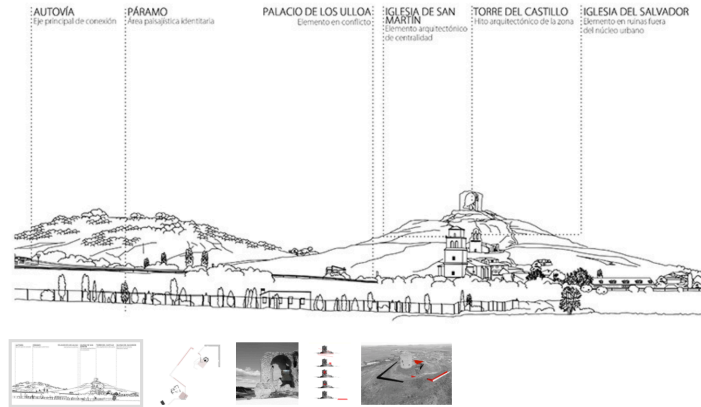 AUTOVÍA
Eje principal de conexión
PÁRAMO
Área paisajística identitaria
PALACIO DE LOS ULLOA
Elemento en conflicto
IGLESIA DE SAN
MARTÍN
Elemento arquitectónico
de centralidad
TORRE DEL CASTILLO
Hito arquitectónico de la zona
IGLESIA DEL SALVADOR
Elemento en ruinas fuera
del núcleo urbano